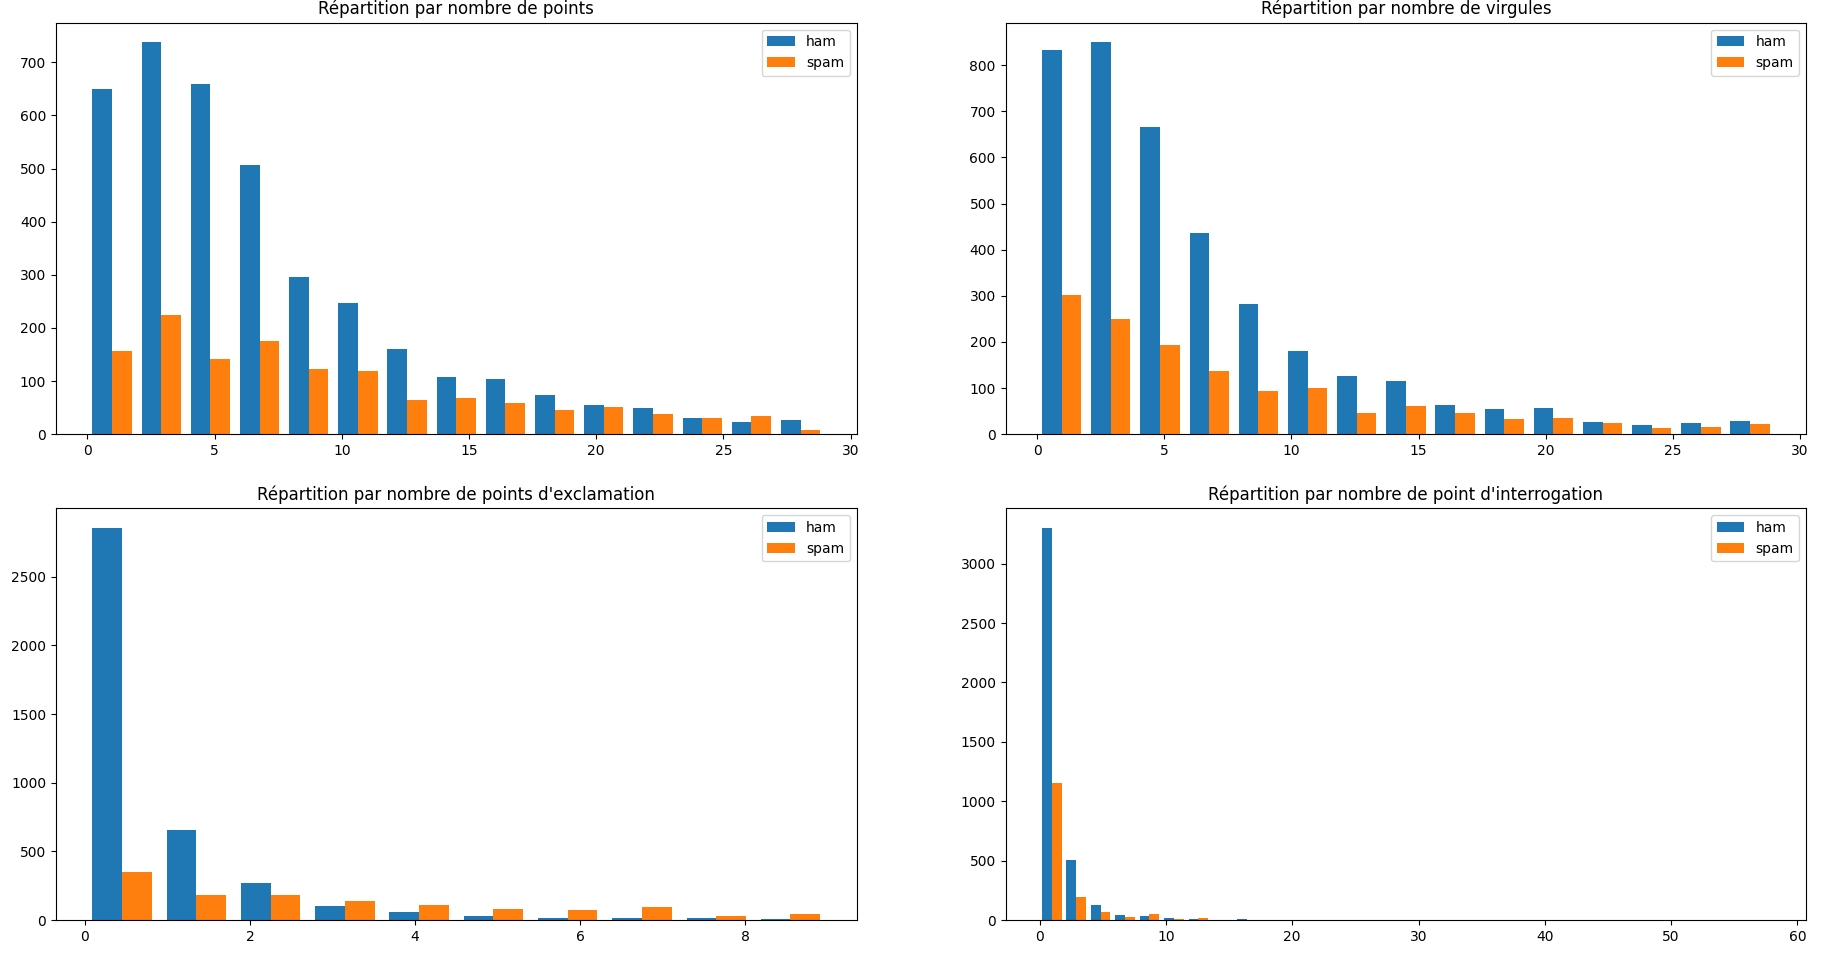 Répartition par nombre de points
ham
spam
700
600
500
400
300
200
100
0
0 5 10 15 20 25 30
Répartition par nombre de virgules
ham
spam
800
700
600
500
400
300
200
100
0
0 5 10 15 20 25 30
Répartition par nombre de points d'exclamation
ham
spam
2500
2000
1500
1000
500
0
0 2 4 6 8
Répartition par nombre de point d'interrogation
ham
spam
3000
2500
2000
1500
1000
500
0
0 10 20 30 40 50 60